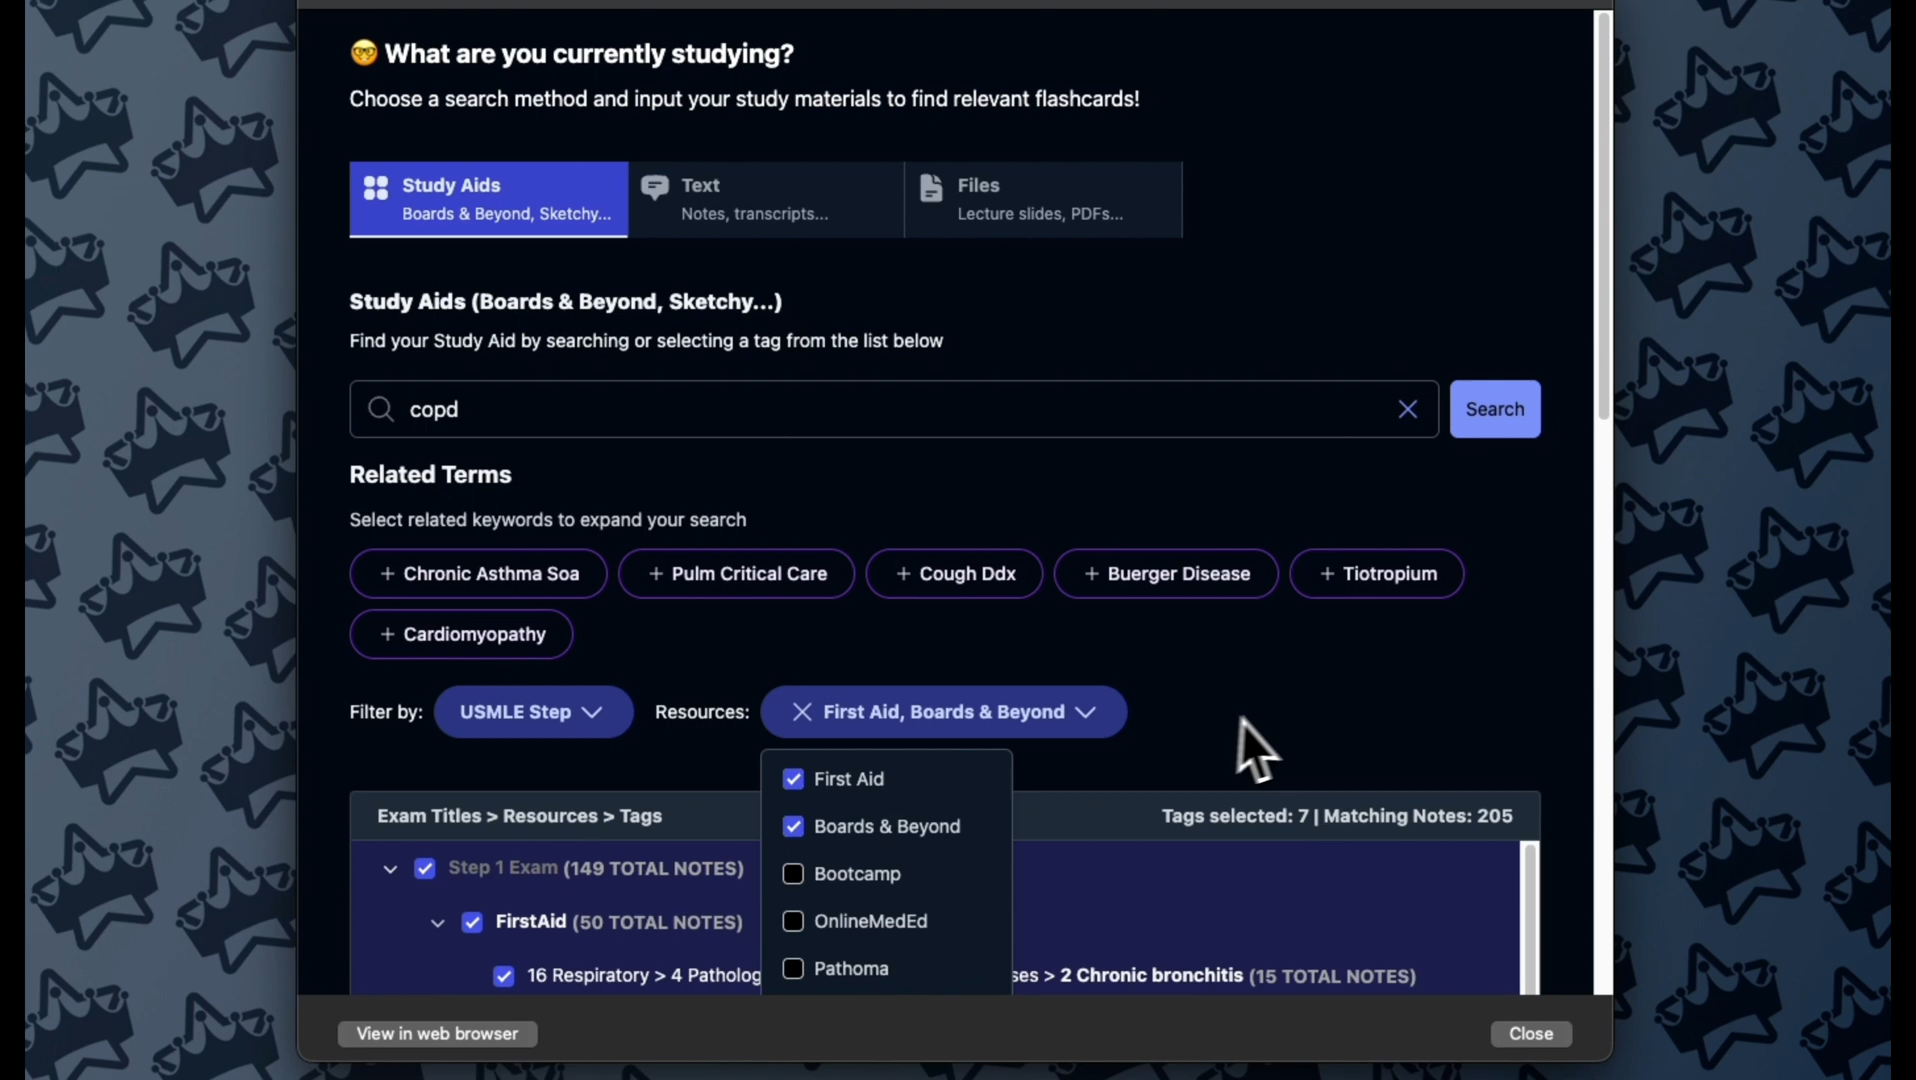 🤓 What are you currently studying?
Choose a search method and input your study materials to find relevant flashcards!
Study Aids
Boards & Beyond, Sketchy...
Text
Notes, transcripts...
Files
Lecture slides, PDFs...
Study Aids (Boards & Beyond, Sketchy...)
Find your Study Aid by searching or selecting a tag from the list below
copd
Search
Related Terms
Select related keywords to expand your search
+ Chronic Asthma Soa
+ Pulm Critical Care
+ Cough Ddx
+ Buerger Disease
+ Tiotropium
+ Cardiomyopathy
Filter by:
USMLE Step
Resources:
First Aid, Boards & Beyond
First Aid
Boards & Beyond
Bootcamp
OnlineMedEd
Pathoma
Exam Titles > Resources > Tags
Tags selected: 7 | Matching Notes: 205
Step 1 Exam (149 TOTAL NOTES)
FirstAid (50 TOTAL NOTES)
16 Respiratory > 4 Patholog
ses > 2 Chronic bronchitis (15 TOTAL NOTES)
View in web browser
Close